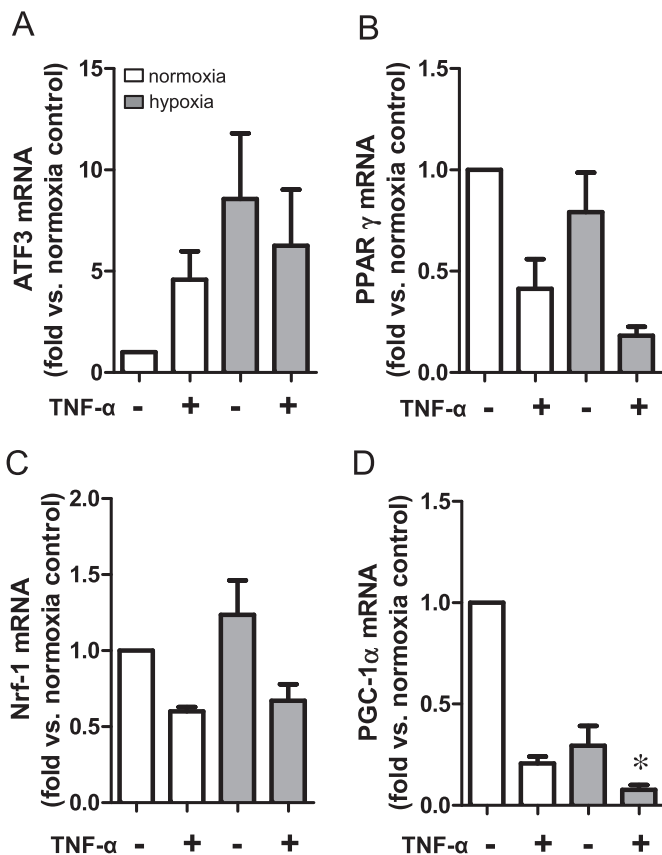 A
ATF3 mRNA
(fold vs. normoxia control)
15
10
5
0
normoxia
hypoxia
TNF-α - + - +
B
PPAR γ mRNA
(fold vs. normoxia control)
1.5
1.0
0.5
0.0
TNF-α - + - +
C
Nrf-1 mRNA
(fold vs. normoxia control)
2.0
1.5
1.0
0.5
0.0
TNF-α - + - +
D
PGC-1α mRNA
(fold vs. normoxia control)
1.5
1.0
0.5
0.0
*
TNF-α - + - +